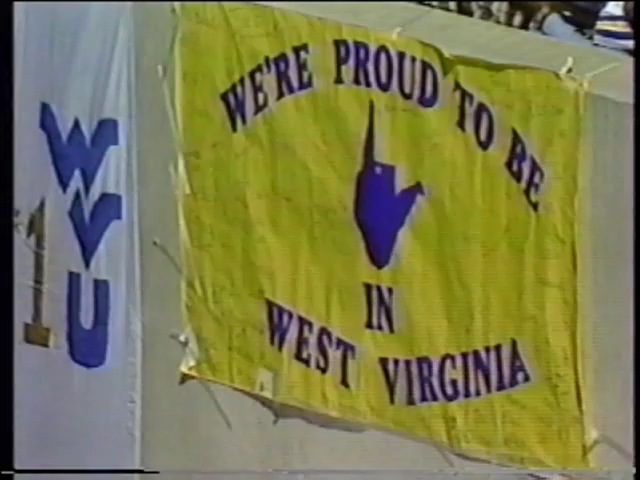 WVU
1
WE'RE PROUD TO BE
IN
WEST VIRGINIA